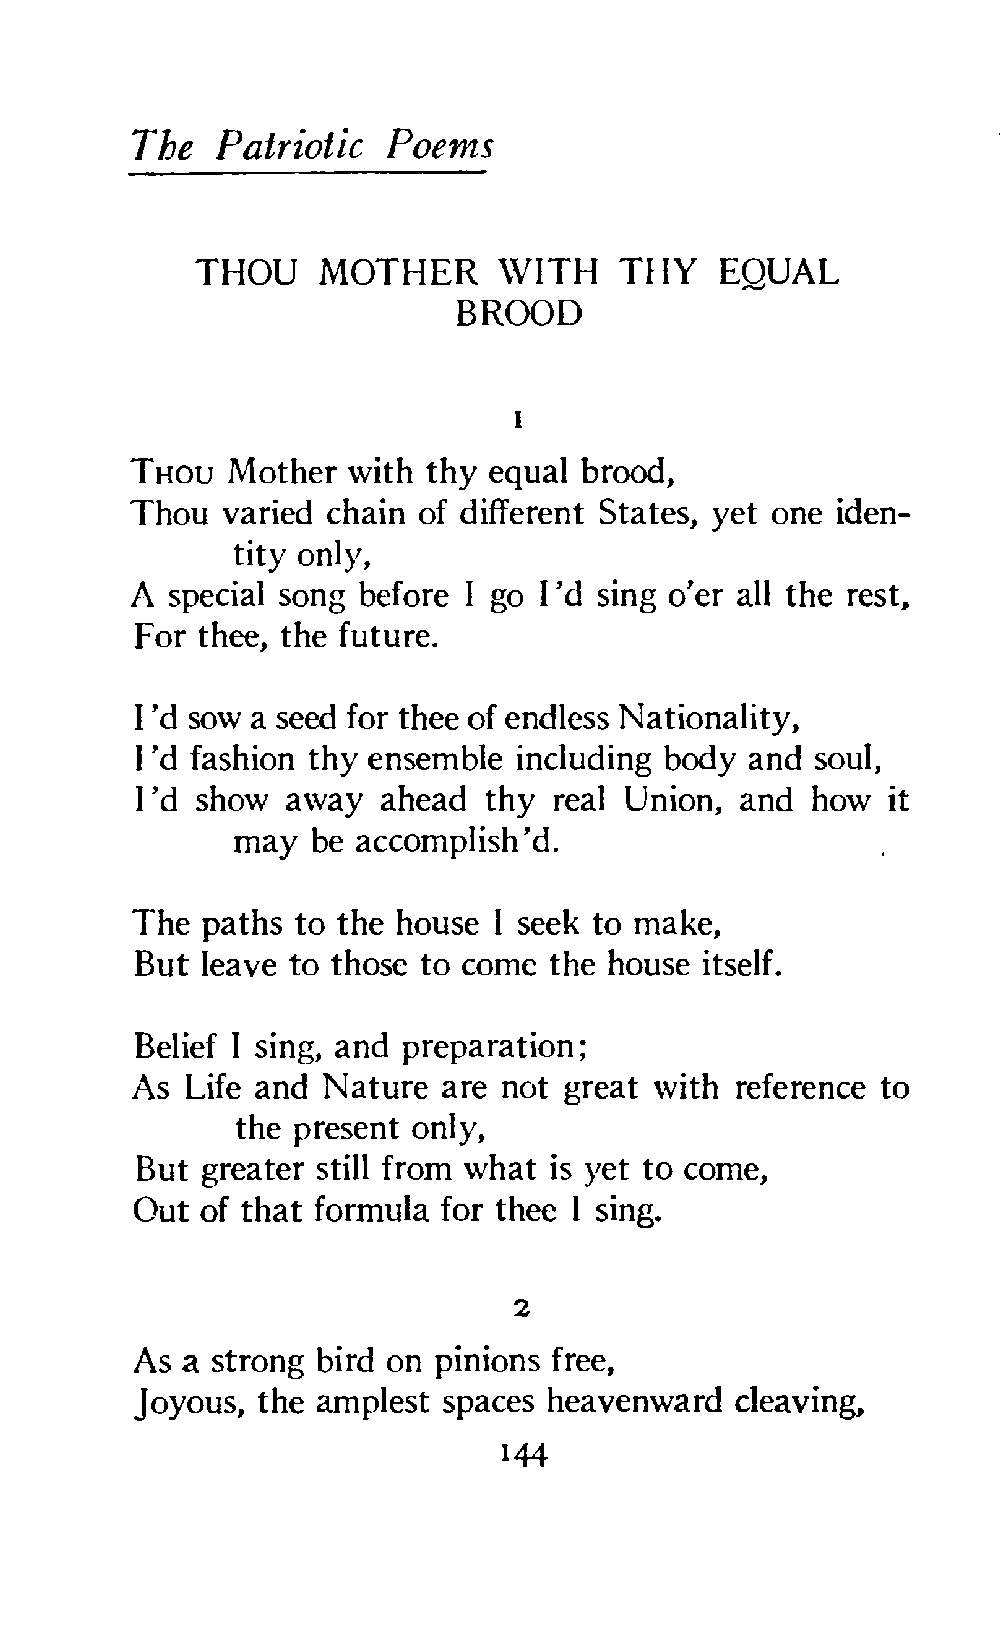 The Patriotic Poems
THOU MOTHER WITH THY EQUAL
BROOD
1
THOU Mother with thy equal brood,
Thou varied chain of different States, yet one iden-
tity only,
A special song before I go I'd sing o'er all the rest,
For thee, the future.
I'd sow a seed for thee of endless Nationality,
I'd fashion thy ensemble including body and soul,
I'd show away ahead thy real Union, and how it
may be accomplish'd.
The paths to the house I seek to make,
But leave to those to come the house itself.
Belief I sing, and preparation;
As Life and Nature are not great with reference to
the present only,
But greater still from what is yet to come,
Out of that formula for thee I sing.
2
As a strong bird on pinions free,
Joyous, the amplest spaces heavenward cleaving,
144